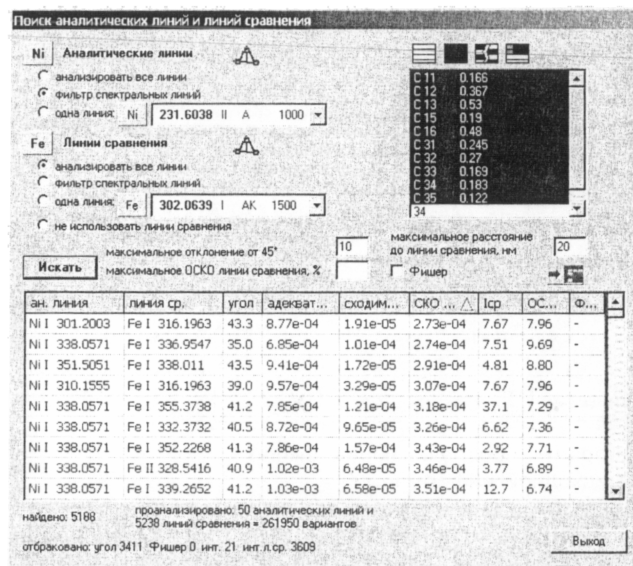 Поиск аналитических линий и линий сравнения
Ni Аналитические линии
анализировать все линии
фильтр спектральных линий
одна линия: Ni 231.6038 II A 1000
Fe Линии сравнения
анализировать все линии
фильтр спектральных линий
одна линия: Fe 302.0639 I AK 1500
не использовать линии сравнения
C 11 0.166
C 12 0.367
C 13 0.53
C 15 0.19
C 16 0.48
C 31 0.245
C 32 0.27
C 33 0.169
C 34 0.183
C 35 0.122
34
Искать
максимальное отклонение от 45° 10
максимальное ОСКО линии сравнения, %
максимальное расстояние
до линии сравнения, нм 20
Фишер
ан. линия линия ср. угол адекват... сходим... СКО ... Iср ОС... Ф...
Ni I 301.2003 Fe I 316.1963 43.3 8.77e-04 1.91e-05 2.73e-04 7.67 7.96 -
Ni I 338.0571 Fe I 336.9547 35.0 6.85e-04 1.01e-04 2.74e-04 7.51 9.69 -
Ni I 351.5051 Fe I 338.011 43.5 9.41e-04 1.72e-05 2.91e-04 4.81 8.80 -
Ni I 310.1555 Fe I 316.1963 39.0 9.57e-04 3.29e-05 3.07e-04 7.67 7.96 -
Ni I 338.0571 Fe I 355.3738 41.2 7.85e-04 1.21e-04 3.18e-04 37.1 7.29 -
Ni I 338.0571 Fe I 332.3732 40.5 8.72e-04 9.65e-05 3.26e-04 6.62 7.36 -
Ni I 338.0571 Fe I 352.2268 41.3 7.86e-04 1.57e-04 3.43e-04 2.92 7.71 -
Ni I 338.0571 Fe II 328.5416 40.9 1.02e-03 6.48e-05 3.46e-04 3.77 6.89 -
Ni I 338.0571 Fe I 339.2652 41.2 1.03e-03 6.58e-05 3.51e-04 12.7 6.74 -
найдено: 5188
проанализировано: 50 аналитических линий и
5238 линий сравнения = 261950 вариантов
отбраковано: угол 3411 Фишер 0 инт. 21 инт.л.ср. 3609
Выход